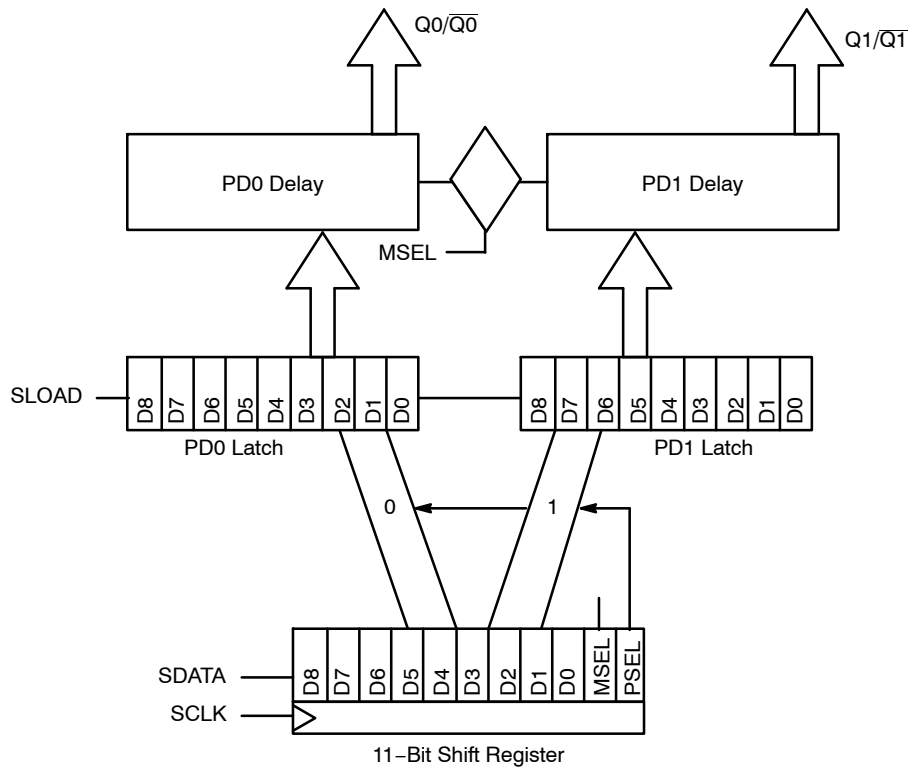 Q0/Q̅0̅
Q1/Q̅1̅
PD0 Delay
PD1 Delay
MSEL
SLOAD
D8 D7 D6 D5 D4 D3 D2 D1 D0
D8 D7 D6 D5 D4 D3 D2 D1 D0
PD0 Latch
PD1 Latch
0
1
SDATA
D8 D7 D6 D5 D4 D3 D2 D1 D0 MSEL PSEL
SCLK
11−Bit Shift Register